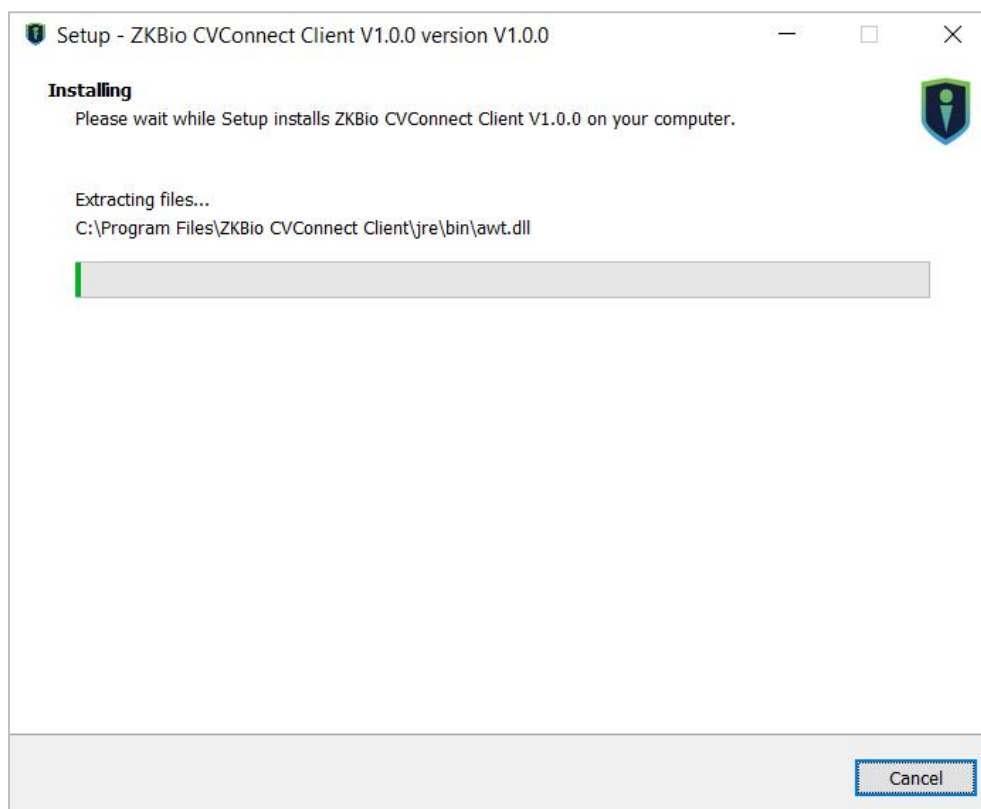 Setup - ZKBio CVConnect Client V1.0.0 version V1.0.0
Installing
Please wait while Setup installs ZKBio CVConnect Client V1.0.0 on your computer.
Extracting files...
C:\Program Files\ZKBio CVConnect Client\jre\bin\awt.dll
Cancel